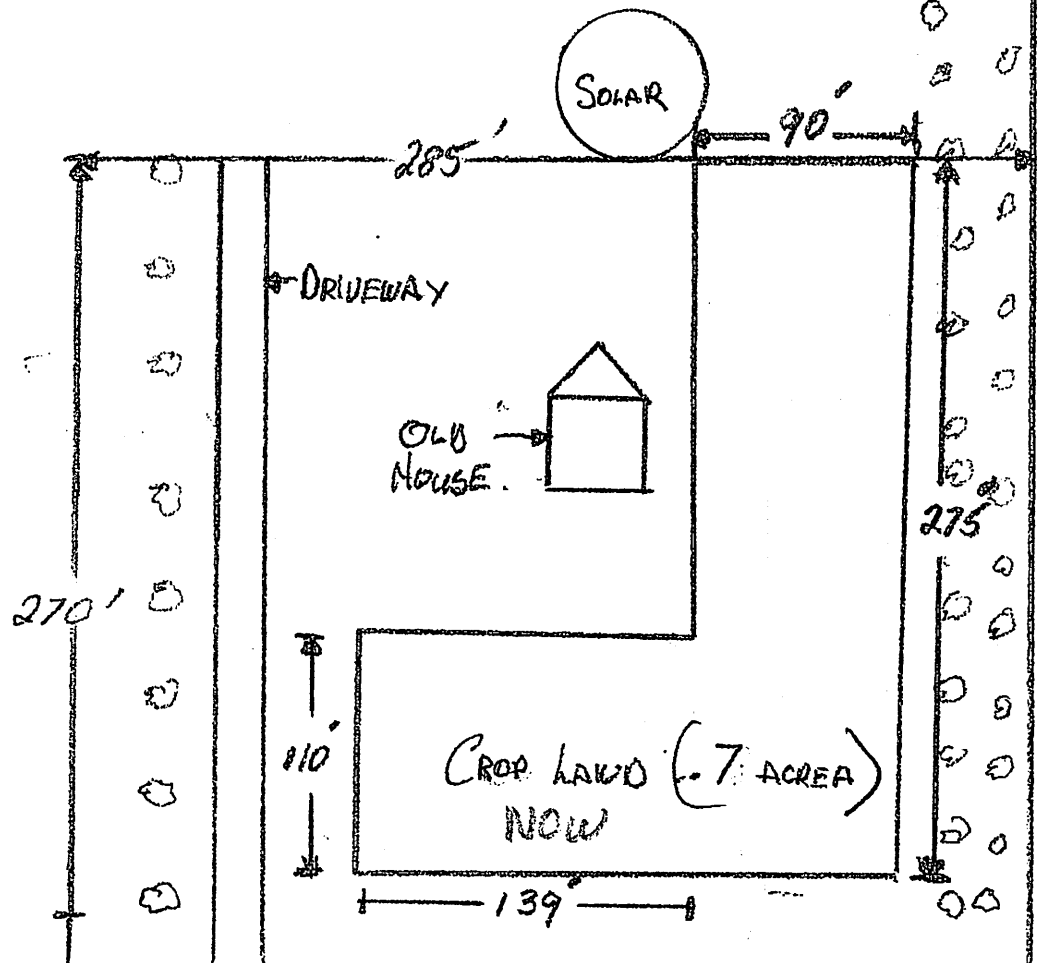 SOLAR
90'
285'
DRIVEWAY
OLD
HOUSE.
275'
270'
110'
CROP LAND (.7 ACREA)
NOW
139'